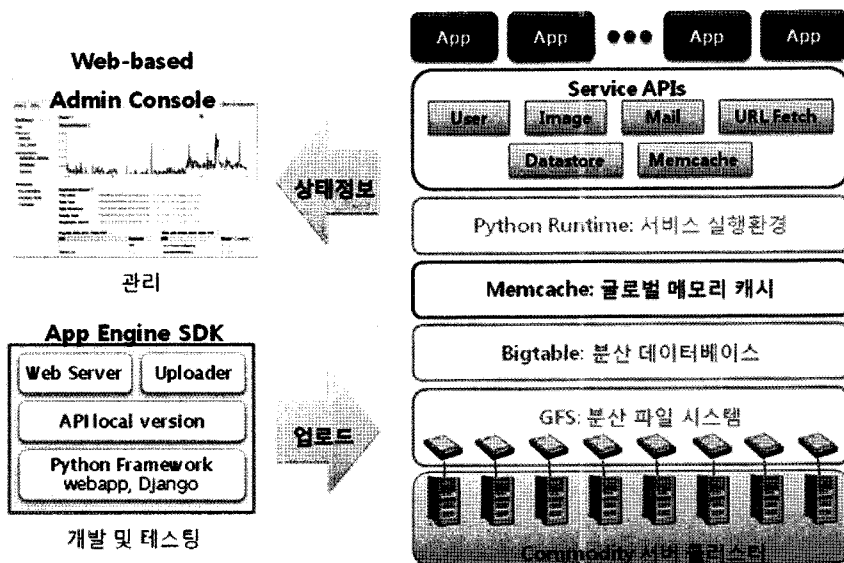 Web-based
Admin Console
관리
App Engine SDK
Web Server
Uploader
API local version
Python Framework
webapp, Django
개발 및 테스팅
상태정보
업로드
App
App
App
App
Service APIs
User
Image
Mail
URL Fetch
Datastore
Memcache
Python Runtime: 서비스 실행환경
Memcache: 글로벌 메모리 캐시
Bigtable: 분산 데이터베이스
GFS: 분산 파일 시스템
Commodity 서버 클러스터